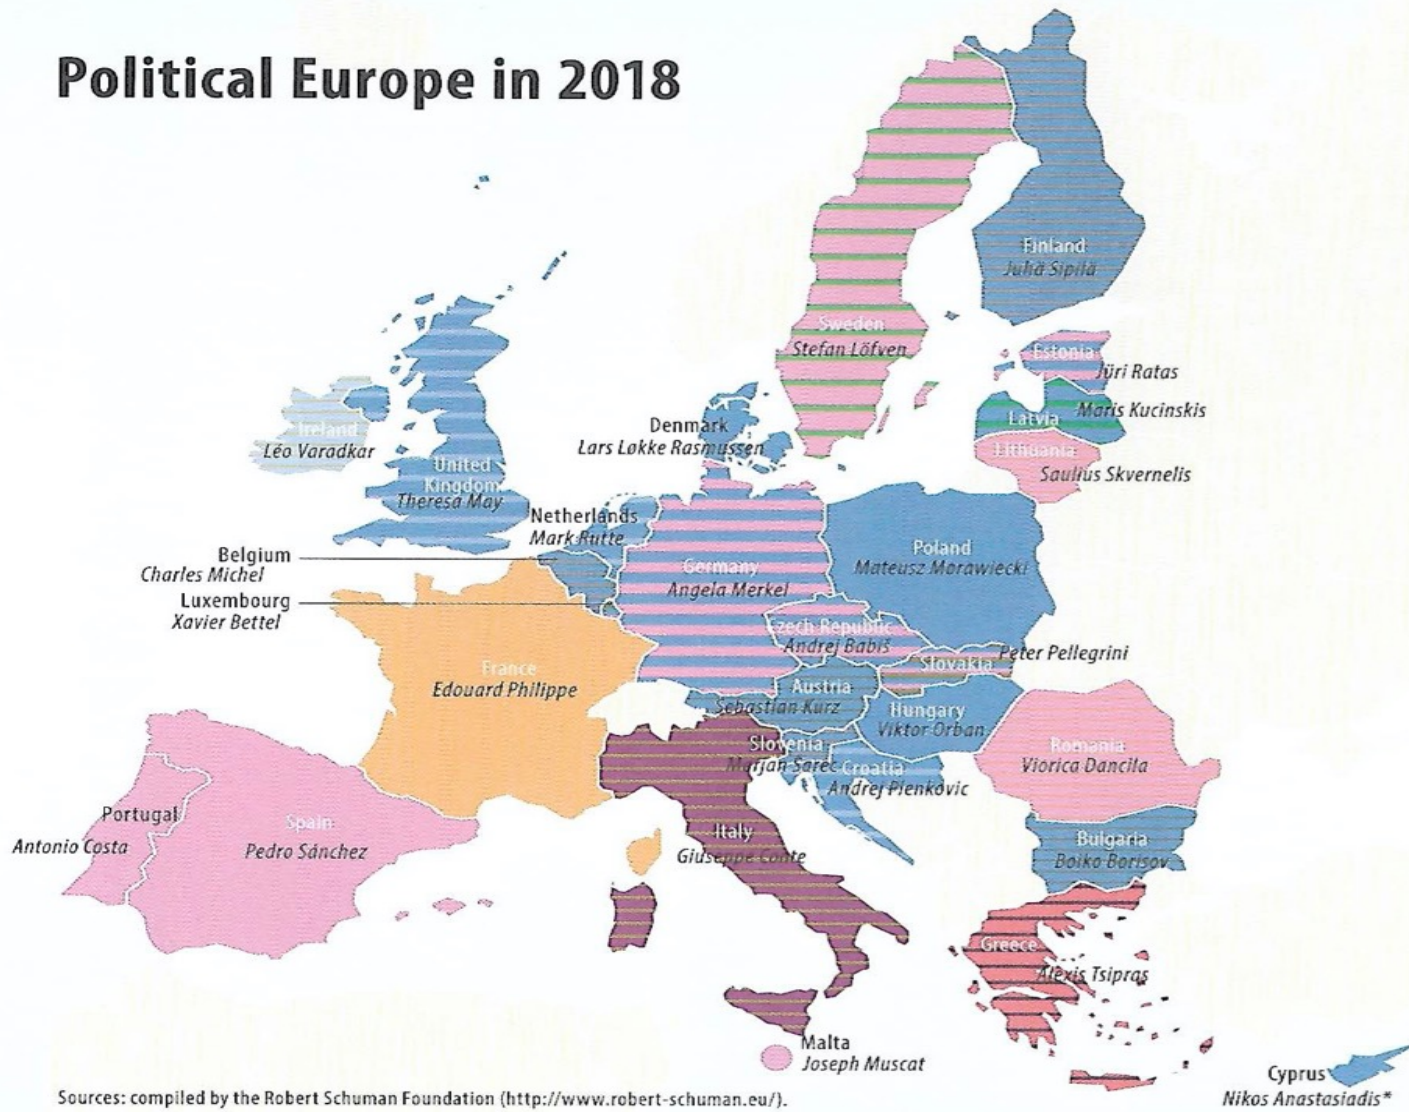 Political Europe in 2018
Finland
Juhä Sipilä
Sweden
Stefan Löfven
Estonia
Jüri Ratas
Latvia
Maris Kucinskis
Lithuania
Saulius Skvernelis
Denmark
Lars Løkke Rasmussen
Ireland
Léo Varadkar
United
Kingdom
Theresa May
Netherlands
Mark Rutte
Belgium
Charles Michel
Luxembourg
Xavier Bettel
Germany
Angela Merkel
Poland
Mateusz Morawiecki
Czech Republic
Andrej Babiš
Slovakia
Peter Pellegrini
France
Edouard Philippe
Austria
Sebastian Kurz
Hungary
Viktor Orban
Slovenia
Marjan Šarec
Croatia
Andrej Plenkovic
Romania
Viorica Dancila
Portugal
Antonio Costa
Spain
Pedro Sánchez
Italy
Giuseppe Conte
Bulgaria
Boiko Borisov
Greece
Alexis Tsipras
Malta
Joseph Muscat
Cyprus
Nikos Anastasiadis*
Sources: compiled by the Robert Schuman Foundation (http://www.robert-schuman.eu/).